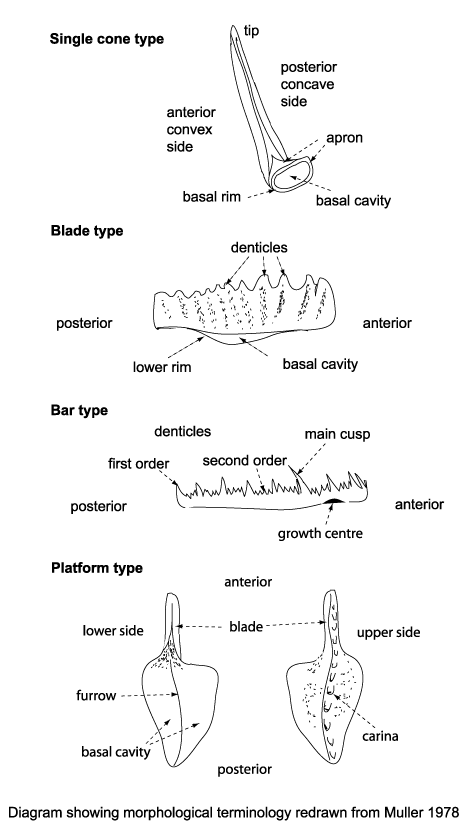 Single cone type
tip
posterior
concave
side
anterior
convex
side
apron
basal rim
basal cavity
Blade type
denticles
posterior
anterior
lower rim
basal cavity
Bar type
denticles
main cusp
first order
second order
posterior
anterior
growth centre
Platform type
anterior
lower side
blade
upper side
furrow
basal cavity
carina
posterior
Diagram showing morphological terminology redrawn from Muller 1978